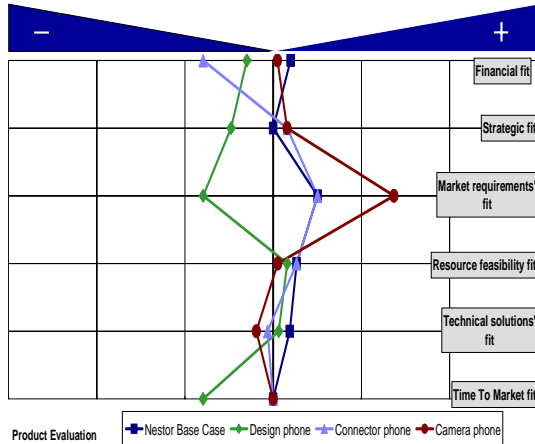 − +
Financial fit
Strategic fit
Market requirements'
fit
Resource feasibility fit
Technical solutions'
fit
Time To Market fit
Product Evaluation
Nestor Base Case Design phone Connector phone Camera phone